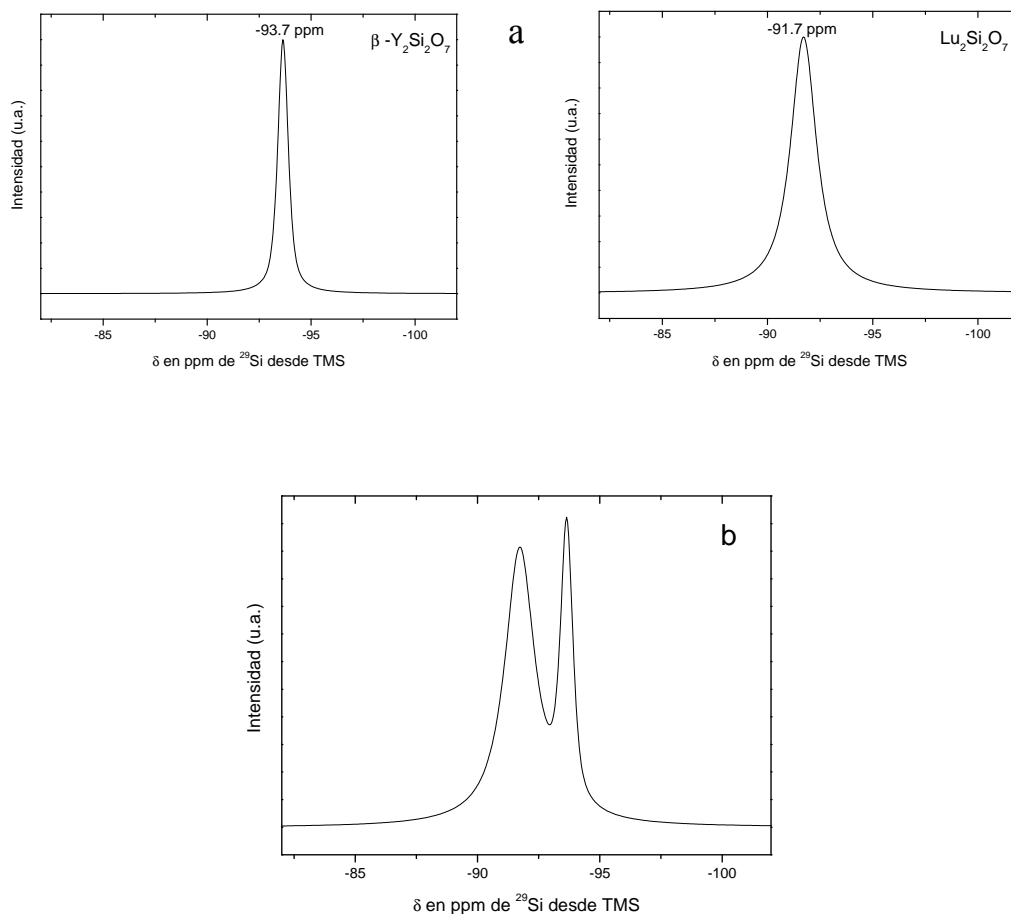 -93.7 ppm
β -Y₂Si₂O₇
Intensidad (u.a.)
-85
-90
-95
-100
δ en ppm de ²⁹Si desde TMS
a
-91.7 ppm
Lu₂Si₂O₇
Intensidad (u.a.)
-85
-90
-95
-100
δ en ppm de ²⁹Si desde TMS
b
Intensidad (u.a.)
-85
-90
-95
-100
δ en ppm de ²⁹Si desde TMS